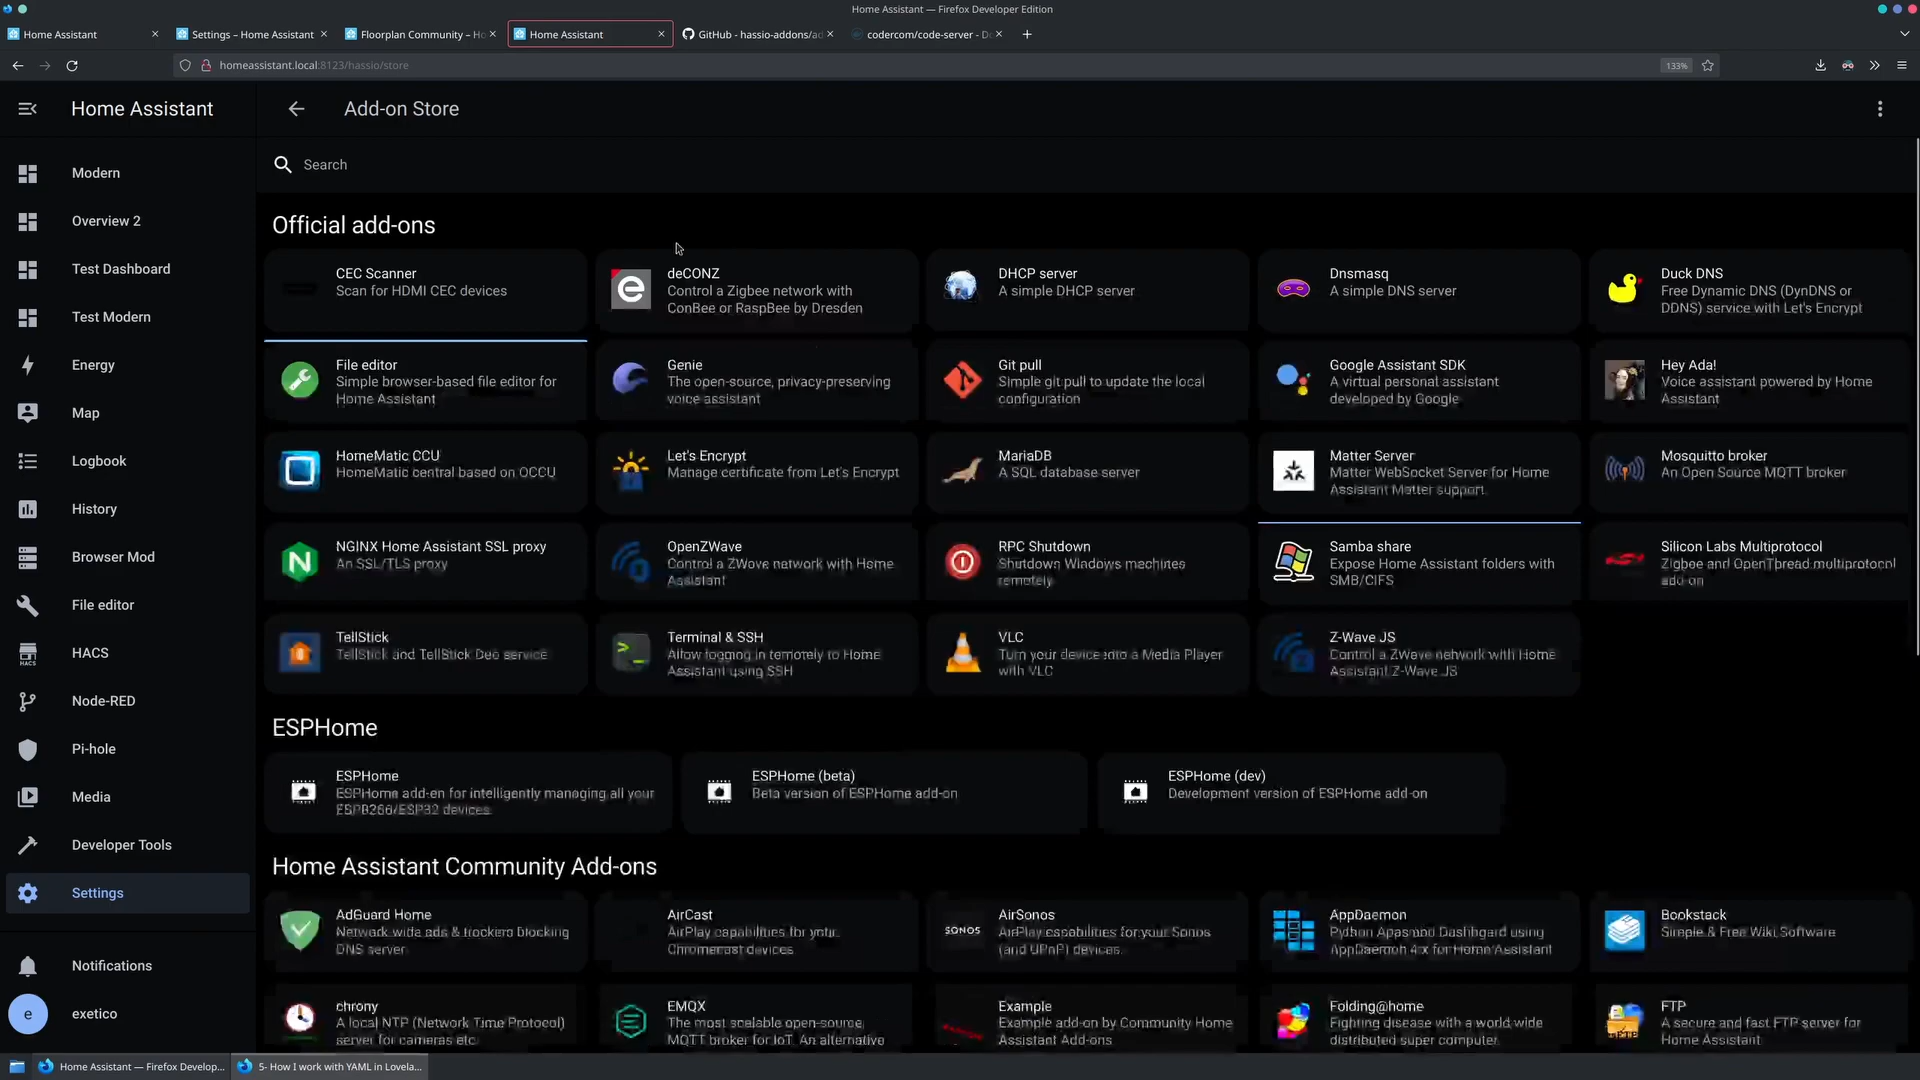 Home Assistant — Firefox Developer Edition
Home Assistant
Settings – Home Assistant
Floorplan Community – Ho
Home Assistant
GitHub - hassio-addons/ad
codercom/code-server - D
homeassistant.local:8123/hassio/store
133%
Home Assistant
Add-on Store
Search
Modern
Overview 2
Test Dashboard
Test Modern
Energy
Map
Logbook
History
Browser Mod
File editor
HACS
HACS
Node-RED
Pi-hole
Media
Developer Tools
Settings
Notifications
e
exetico
Official add-ons
CEC Scanner
Scan for HDMI CEC devices
deCONZ
Control a Zigbee network with
ConBee or RaspBee by Dresden
DHCP server
A simple DHCP server
Dnsmasq
A simple DNS server
Duck DNS
Free Dynamic DNS (DynDNS or
DDNS) service with Let's Encrypt
File editor
Simple browser-based file editor for
Home Assistant
Genie
The open-source, privacy-preserving
voice assistant
Git pull
Simple git pull to update the local
configuration
Google Assistant SDK
A virtual personal assistant
developed by Google
Hey Ada!
Voice assistant powered by Home
Assistant
HomeMatic CCU
HomeMatic central based on OCCU
Let's Encrypt
Manage certificate from Let's Encrypt
MariaDB
A SQL database server
Matter Server
Matter WebSocket Server for Home
Assistant Matter support.
Mosquitto broker
An Open Source MQTT broker
NGINX Home Assistant SSL proxy
An SSL/TLS proxy
OpenZWave
Control a ZWave network with Home
Assistant
RPC Shutdown
Shutdown Windows machines
remotely
Samba share
Expose Home Assistant folders with
SMB/CIFS
Silicon Labs Multiprotocol
Zigbee and OpenThread multiprotocol
add-on
TellStick
TellStick and TellStick Duo service
Terminal & SSH
Allow logging in remotely to Home
Assistant using SSH
VLC
Turn your device into a Media Player
with VLC
Z-Wave JS
Control a ZWave network with Home
Assistant Z-Wave JS
ESPHome
ESPHome
ESPHome add-on for intelligently managing all your
ESP8266/ESP32 devices.
ESPHome (beta)
Beta version of ESPHome add-on
ESPHome (dev)
Development version of ESPHome add-on
Home Assistant Community Add-ons
AdGuard Home
Network wide ads & trackers blocking
DNS server
AirCast
AirPlay capabilities for your
Chromecast devices.
SONOS
AirSonos
AirPlay capabilities for your Sonos
(and UPnP) devices.
AppDaemon
Python Apps and Dashboard using
AppDaemon 4.x for Home Assistant
Bookstack
Simple & Free Wiki Software
chrony
A local NTP (Network Time Protocol)
server for cameras etc
EMQX
The most scalable open-source
MQTT broker for IoT. An alternative
Example
Example add-on by Community Home
Assistant Add-ons
Folding@home
Fighting disease with a world wide
distributed super computer
FTP
FTP
A secure and fast FTP server for
Home Assistant
Home Assistant — Firefox Develop...
5- How I work with YAML in Lovela...